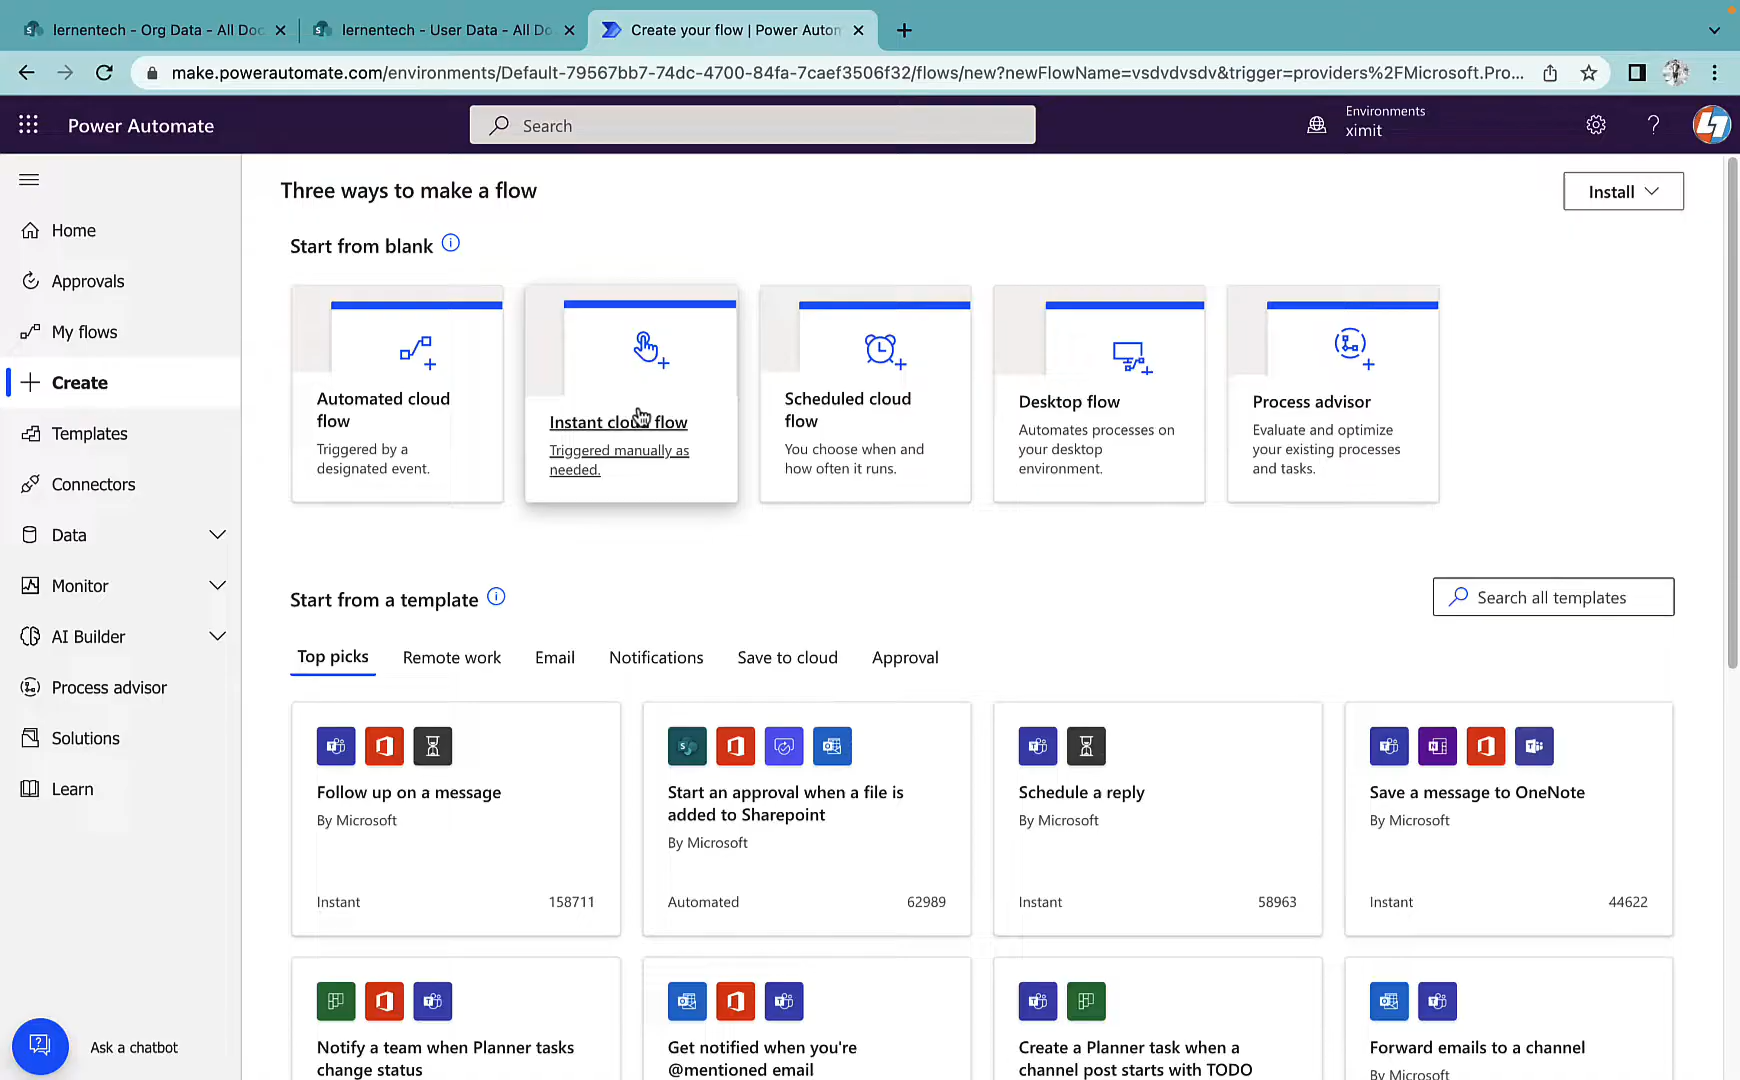 lernentech - Org Data - All Doc
lernentech - User Data - All Do
Create your flow | Power Autom
make.powerautomate.com/environments/Default-79567bb7-74dc-4700-84fa-7caef3506f32/flows/new?newFlowName=vsdvdvsdv&trigger=providers%2FMicrosoft.Pro...
Power Automate
Search
Environments
ximit
Home
Approvals
My flows
Create
Templates
Connectors
Data
Monitor
AI Builder
Process advisor
Solutions
Learn
Ask a chatbot
Three ways to make a flow
Install
Start from blank
Automated cloud
flow
Triggered by a
designated event.
Instant cloud flow
Triggered manually as
needed.
Scheduled cloud
flow
You choose when and
how often it runs.
Desktop flow
Automates processes on
your desktop
environment.
Process advisor
Evaluate and optimize
your existing processes
and tasks.
Start from a template
Search all templates
Top picks
Remote work
Email
Notifications
Save to cloud
Approval
Follow up on a message
By Microsoft
Instant
158711
Start an approval when a file is
added to Sharepoint
By Microsoft
Automated
62989
Schedule a reply
By Microsoft
Instant
58963
Save a message to OneNote
By Microsoft
Instant
44622
Notify a team when Planner tasks
change status
Get notified when you're
@mentioned email
Create a Planner task when a
channel post starts with TODO
Forward emails to a channel
By Microsoft